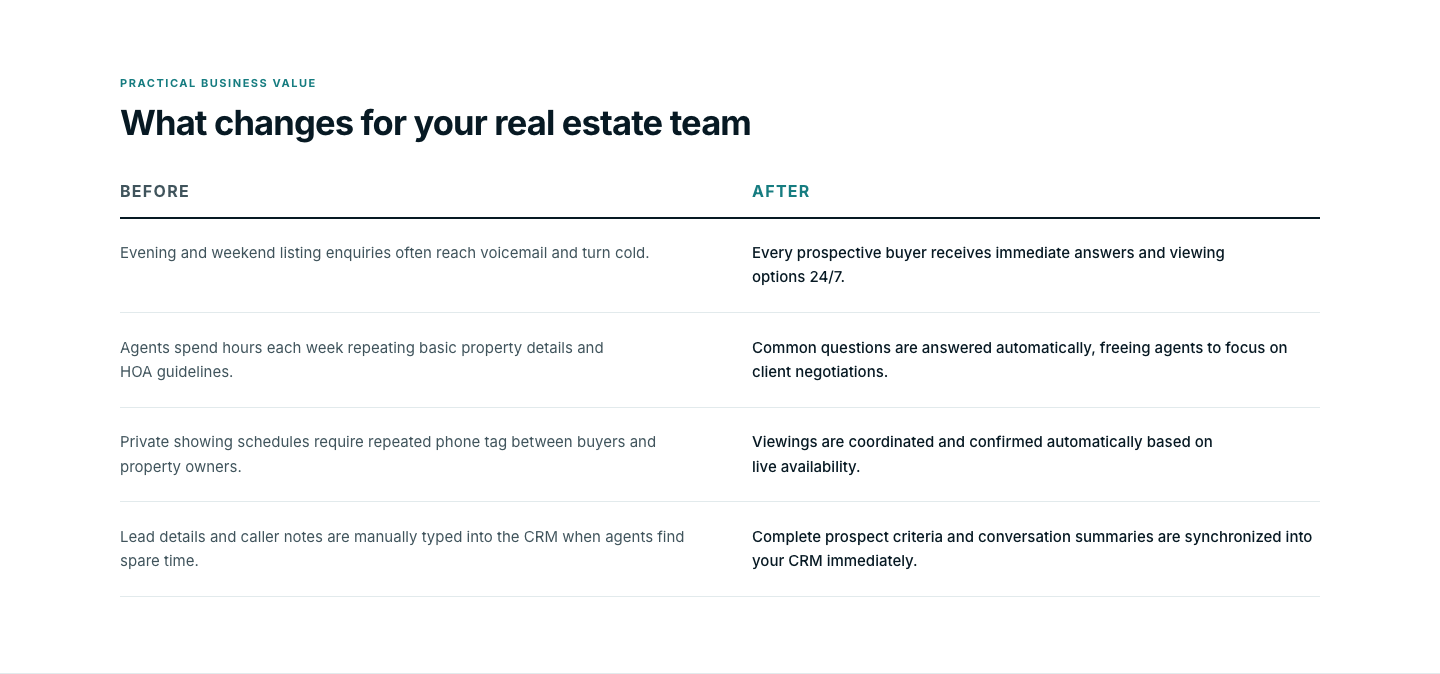 PRACTICAL BUSINESS VALUE
What changes for your real estate team
BEFORE
AFTER
Evening and weekend listing enquiries often reach voicemail and turn cold.
Every prospective buyer receives immediate answers and viewing
options 24/7.
Agents spend hours each week repeating basic property details and
HOA guidelines.
Common questions are answered automatically, freeing agents to focus on
client negotiations.
Private showing schedules require repeated phone tag between buyers and
property owners.
Viewings are coordinated and confirmed automatically based on
live availability.
Lead details and caller notes are manually typed into the CRM when agents find
spare time.
Complete prospect criteria and conversation summaries are synchronized into
your CRM immediately.